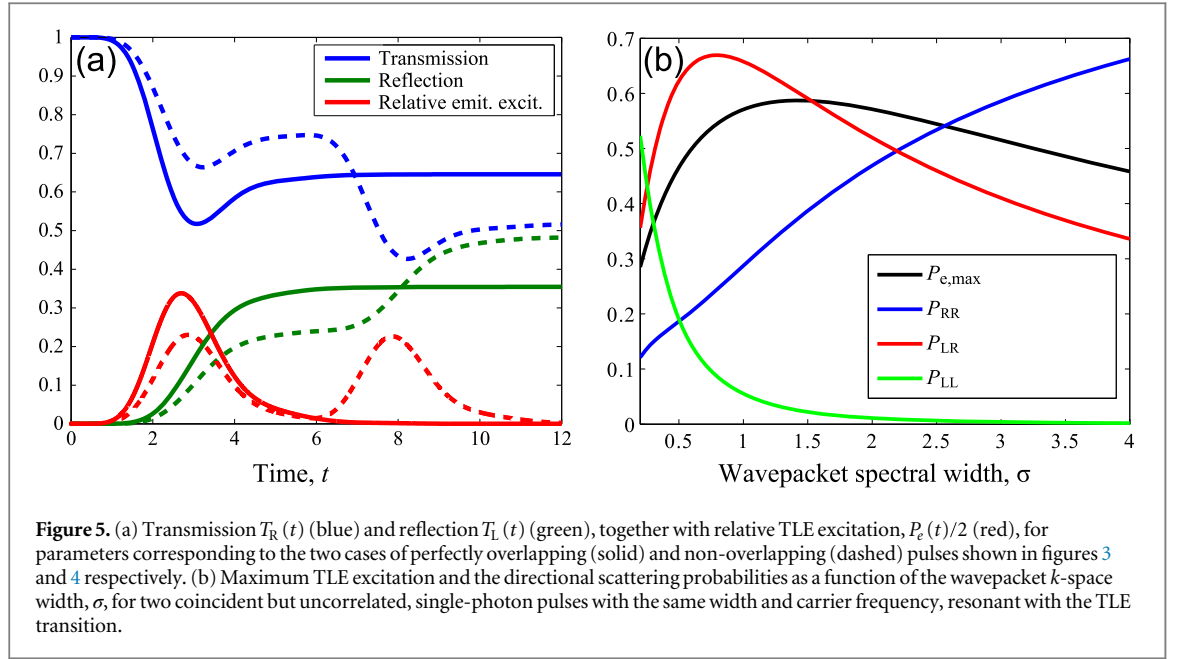 (a)
Transmission
Reflection
Relative emit. excit.
1
0.9
0.8
0.7
0.6
0.5
0.4
0.3
0.2
0.1
0
0 2 4 6 8 10 12
Time, t
(b)
0.7
0.6
0.5
0.4
0.3
0.2
0.1
0
P e,max
P RR
P LR
P LL
0.5 1 1.5 2 2.5 3 3.5 4
Wavepacket spectral width, σ
Figure 5. (a) Transmission T_R (t) (blue) and reflection T_L (t) (green), together with relative TLE excitation, P_e (t)/2 (red), for
parameters corresponding to the two cases of perfectly overlapping (solid) and non-overlapping (dashed) pulses shown in figures 3
and 4 respectively. (b) Maximum TLE excitation and the directional scattering probabilities as a function of the wavepacket k-space
width, σ, for two coincident but uncorrelated, single-photon pulses with the same width and carrier frequency, resonant with the TLE
transition.